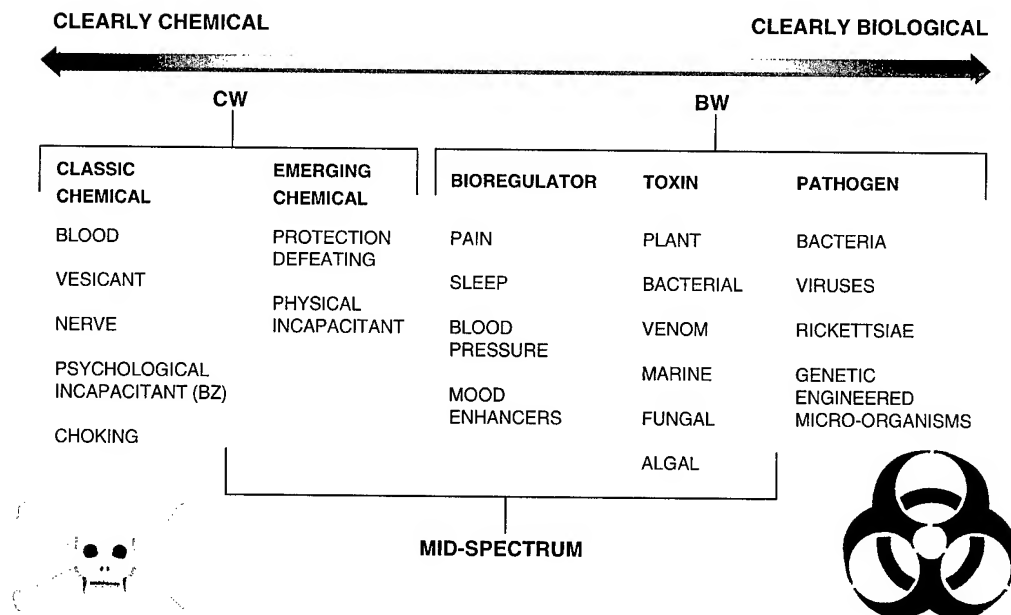 CLEARLY CHEMICAL
CLEARLY BIOLOGICAL
CW
BW
CLASSIC
CHEMICAL
BLOOD
VESICANT
NERVE
PSYCHOLOGICAL
INCAPACITANT (BZ)
CHOKING
EMERGING
CHEMICAL
PROTECTION
DEFEATING
PHYSICAL
INCAPACITANT
BIOREGULATOR
PAIN
SLEEP
BLOOD
PRESSURE
MOOD
ENHANCERS
TOXIN
PLANT
BACTERIAL
VENOM
MARINE
FUNGAL
ALGAL
PATHOGEN
BACTERIA
VIRUSES
RICKETTSIAE
GENETIC
ENGINEERED
MICRO-ORGANISMS
MID-SPECTRUM